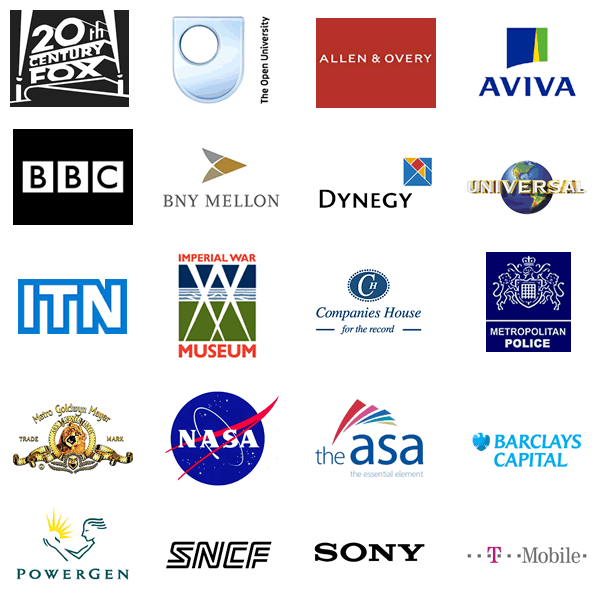 20th
CENTURY
FOX
The Open University
ALLEN & OVERY
AVIVA
BBC
BNY MELLON
DYNEGY
UNIVERSAL
ITN
IMPERIAL WAR
MUSEUM
CH
Companies House
for the record
METROPOLITAN
POLICE
Metro Goldwyn Mayer
TRADE MARK
NASA
the asa
the essential element
BARCLAYS
CAPITAL
POWERGEN
SNCF
SONY
T Mobile